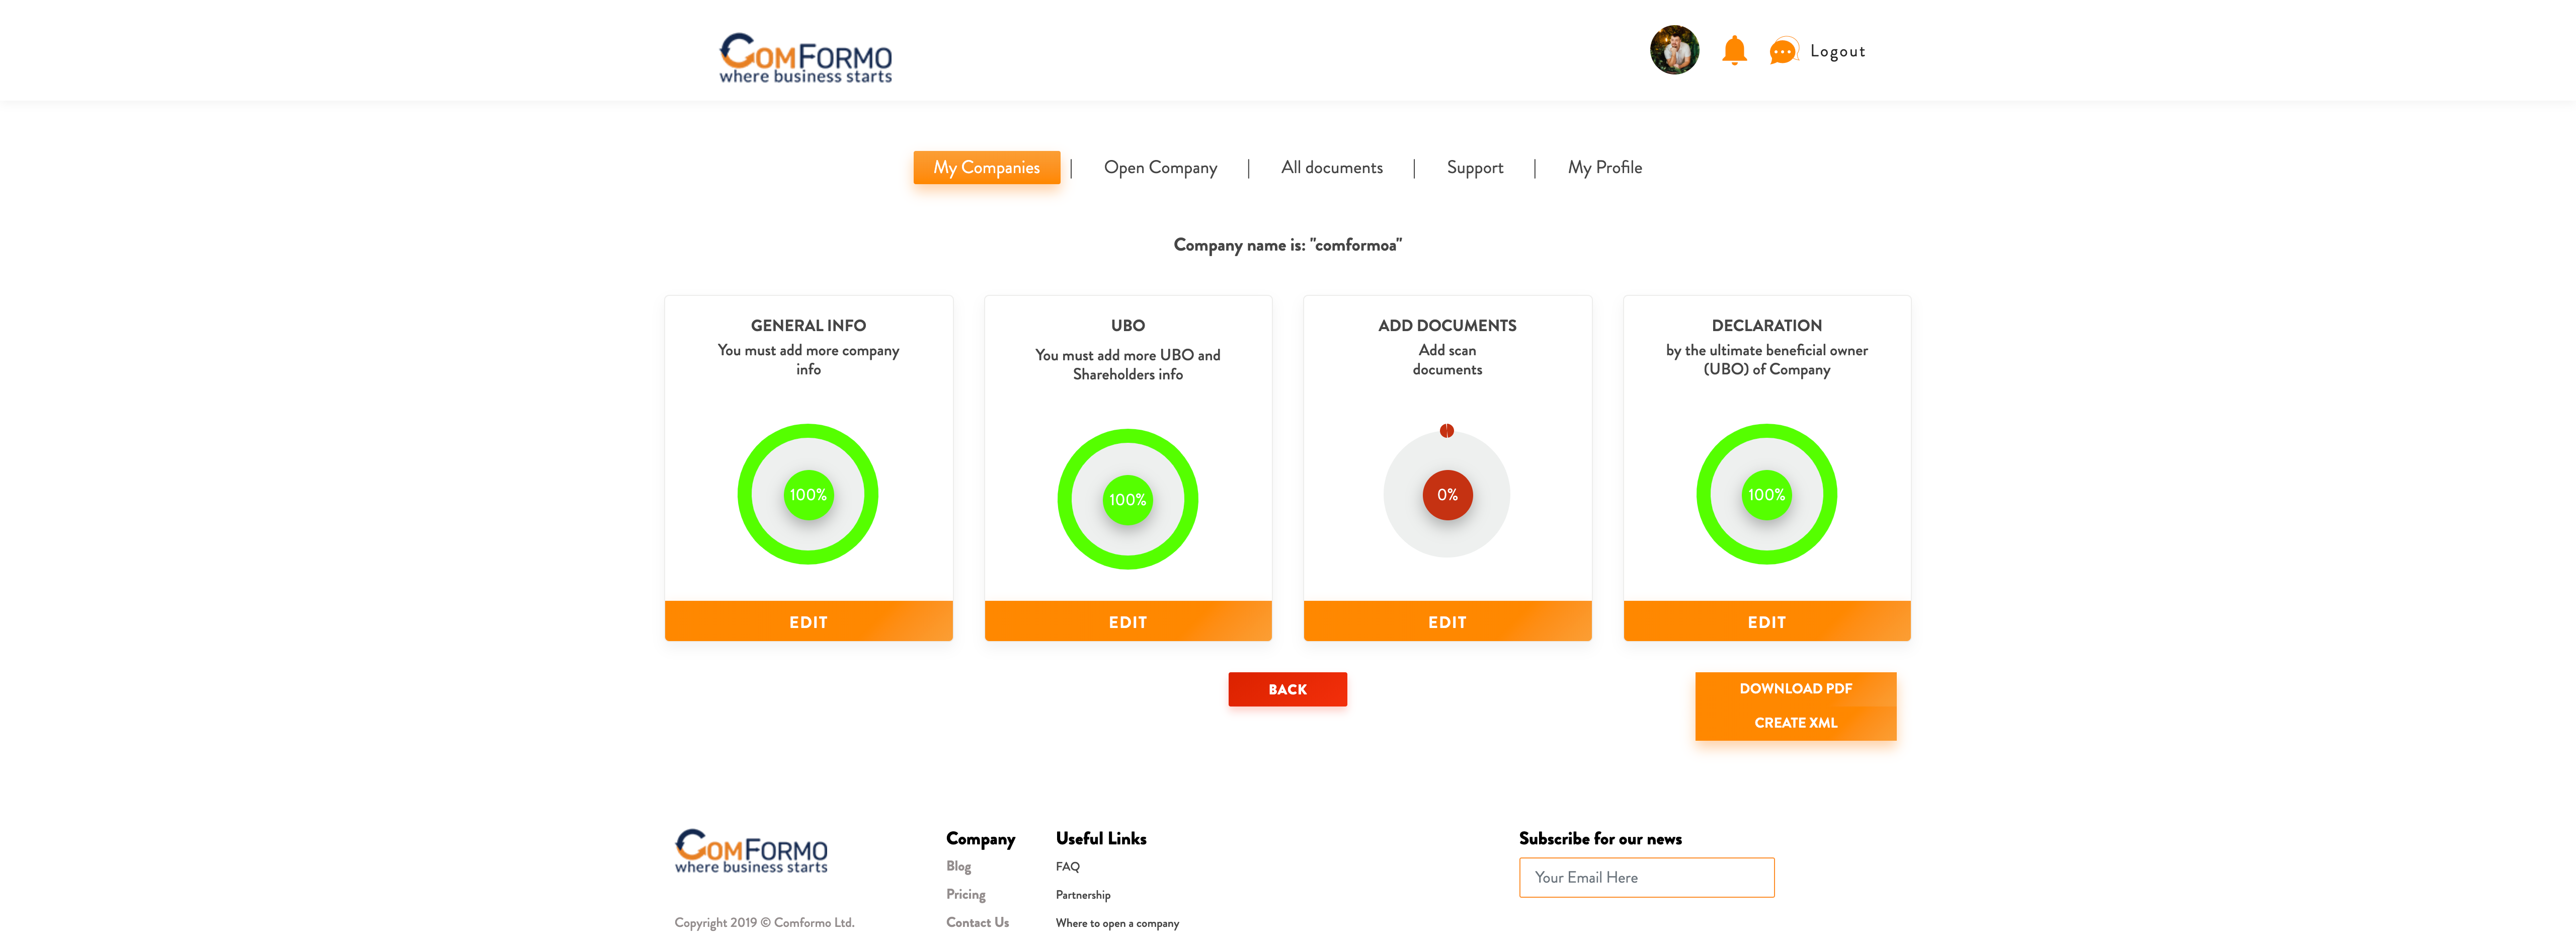 COMFORMO
where business starts
Logout
My Companies | Open Company | All documents | Support | My Profile
Company name is: "comformoa"
GENERAL INFO
You must add more company
info
100%
EDIT
UBO
You must add more UBO and
Shareholders info
100%
EDIT
ADD DOCUMENTS
Add scan
documents
0%
EDIT
DECLARATION
by the ultimate beneficial owner
(UBO) of Company
100%
EDIT
BACK
DOWNLOAD PDF
CREATE XML
COMFORMO
where business starts
Copyright 2019 © Comformo Ltd.
Company
Blog
Pricing
Contact Us
Useful Links
FAQ
Partnership
Where to open a company
Subscribe for our news
Your Email Here